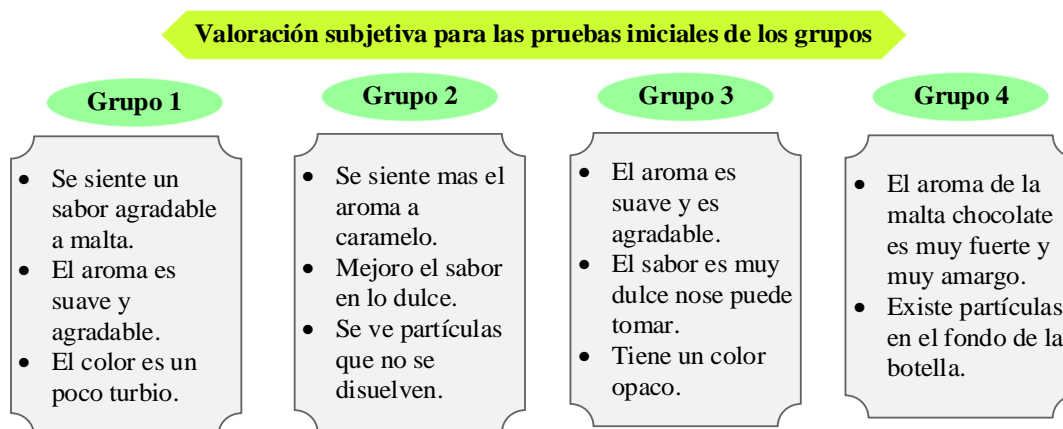 Valoración subjetiva para las pruebas iniciales de los grupos
Grupo 1
• Se siente un
sabor agradable
a malta.
• El aroma es
suave y
agradable.
• El color es un
poco turbio.
Grupo 2
• Se siente mas el
aroma a
caramelo.
• Mejoro el sabor
en lo dulce.
• Se ve partículas
que no se
disuelven.
Grupo 3
• El aroma es
suave y es
agradable.
• El sabor es muy
dulce nose puede
tomar.
• Tiene un color
opaco.
Grupo 4
• El aroma de la
malta chocolate
es muy fuerte y
muy amargo.
• Existe partículas
en el fondo de la
botella.